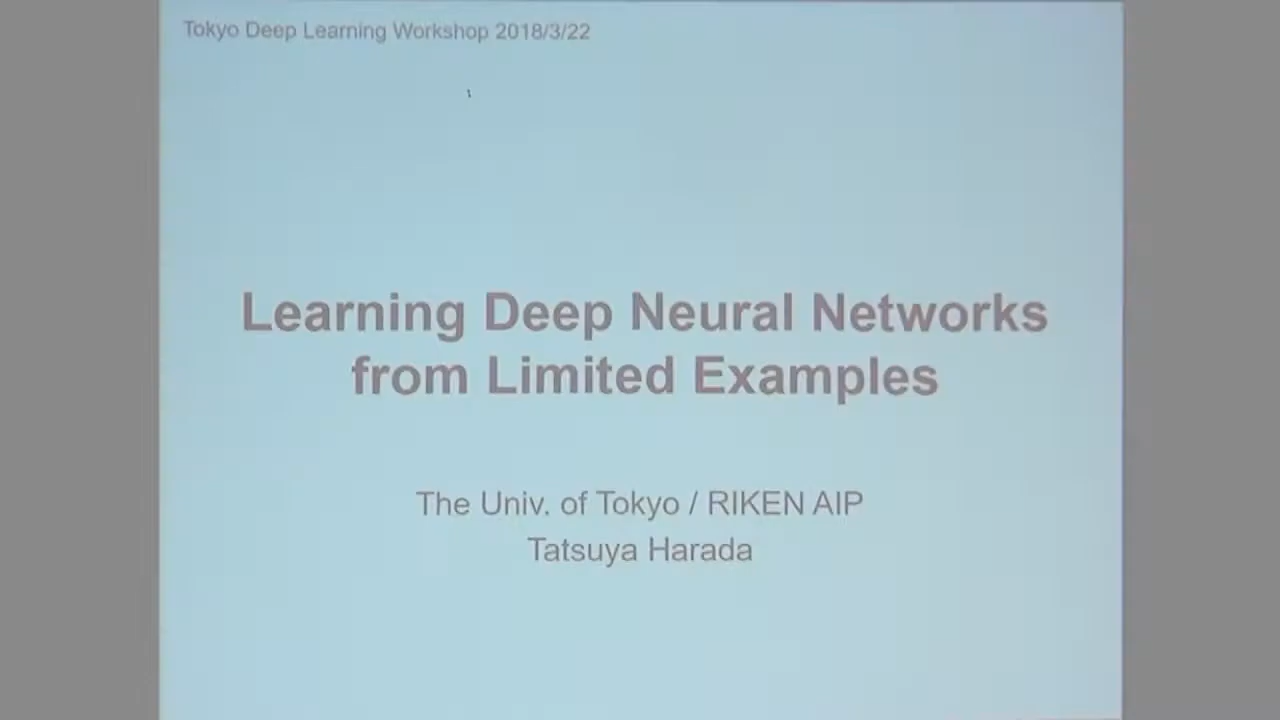 Tokyo Deep Learning Workshop 2018/3/22
Learning Deep Neural Networks
from Limited Examples
The Univ. of Tokyo / RIKEN AIP
Tatsuya Harada